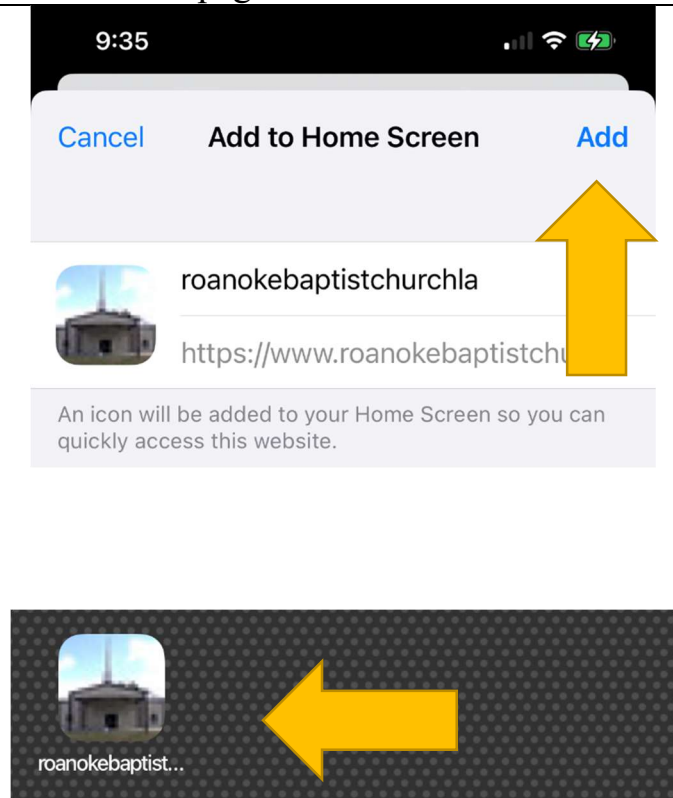 9:35
Cancel Add to Home Screen Add
roanokebaptistchurchla
https://www.roanokebaptistchu
An icon will be added to your Home Screen so you can
quickly access this website.
roanokebaptist...